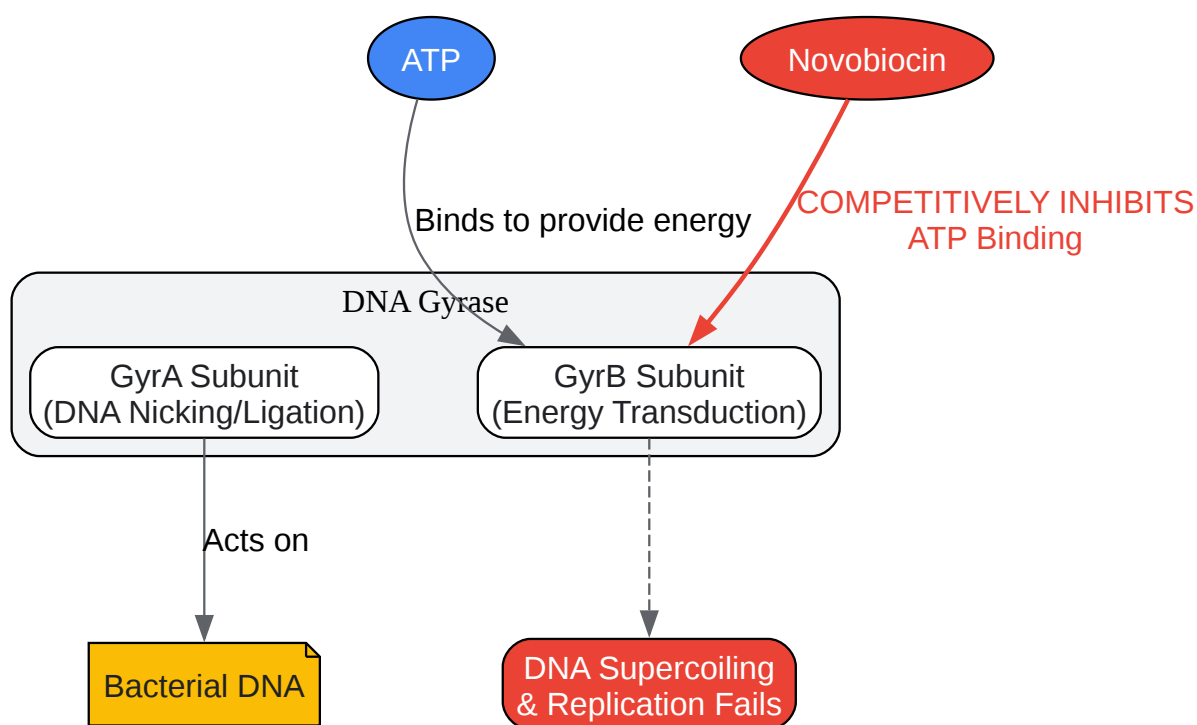 ATP
Novobiocin
Binds to provide energy
COMPETITIVELY INHIBITS
ATP Binding
DNA Gyrase
GyrA Subunit
(DNA Nicking/Ligation)
GyrB Subunit
(Energy Transduction)
Acts on
Bacterial DNA
DNA Supercoiling
& Replication Fails